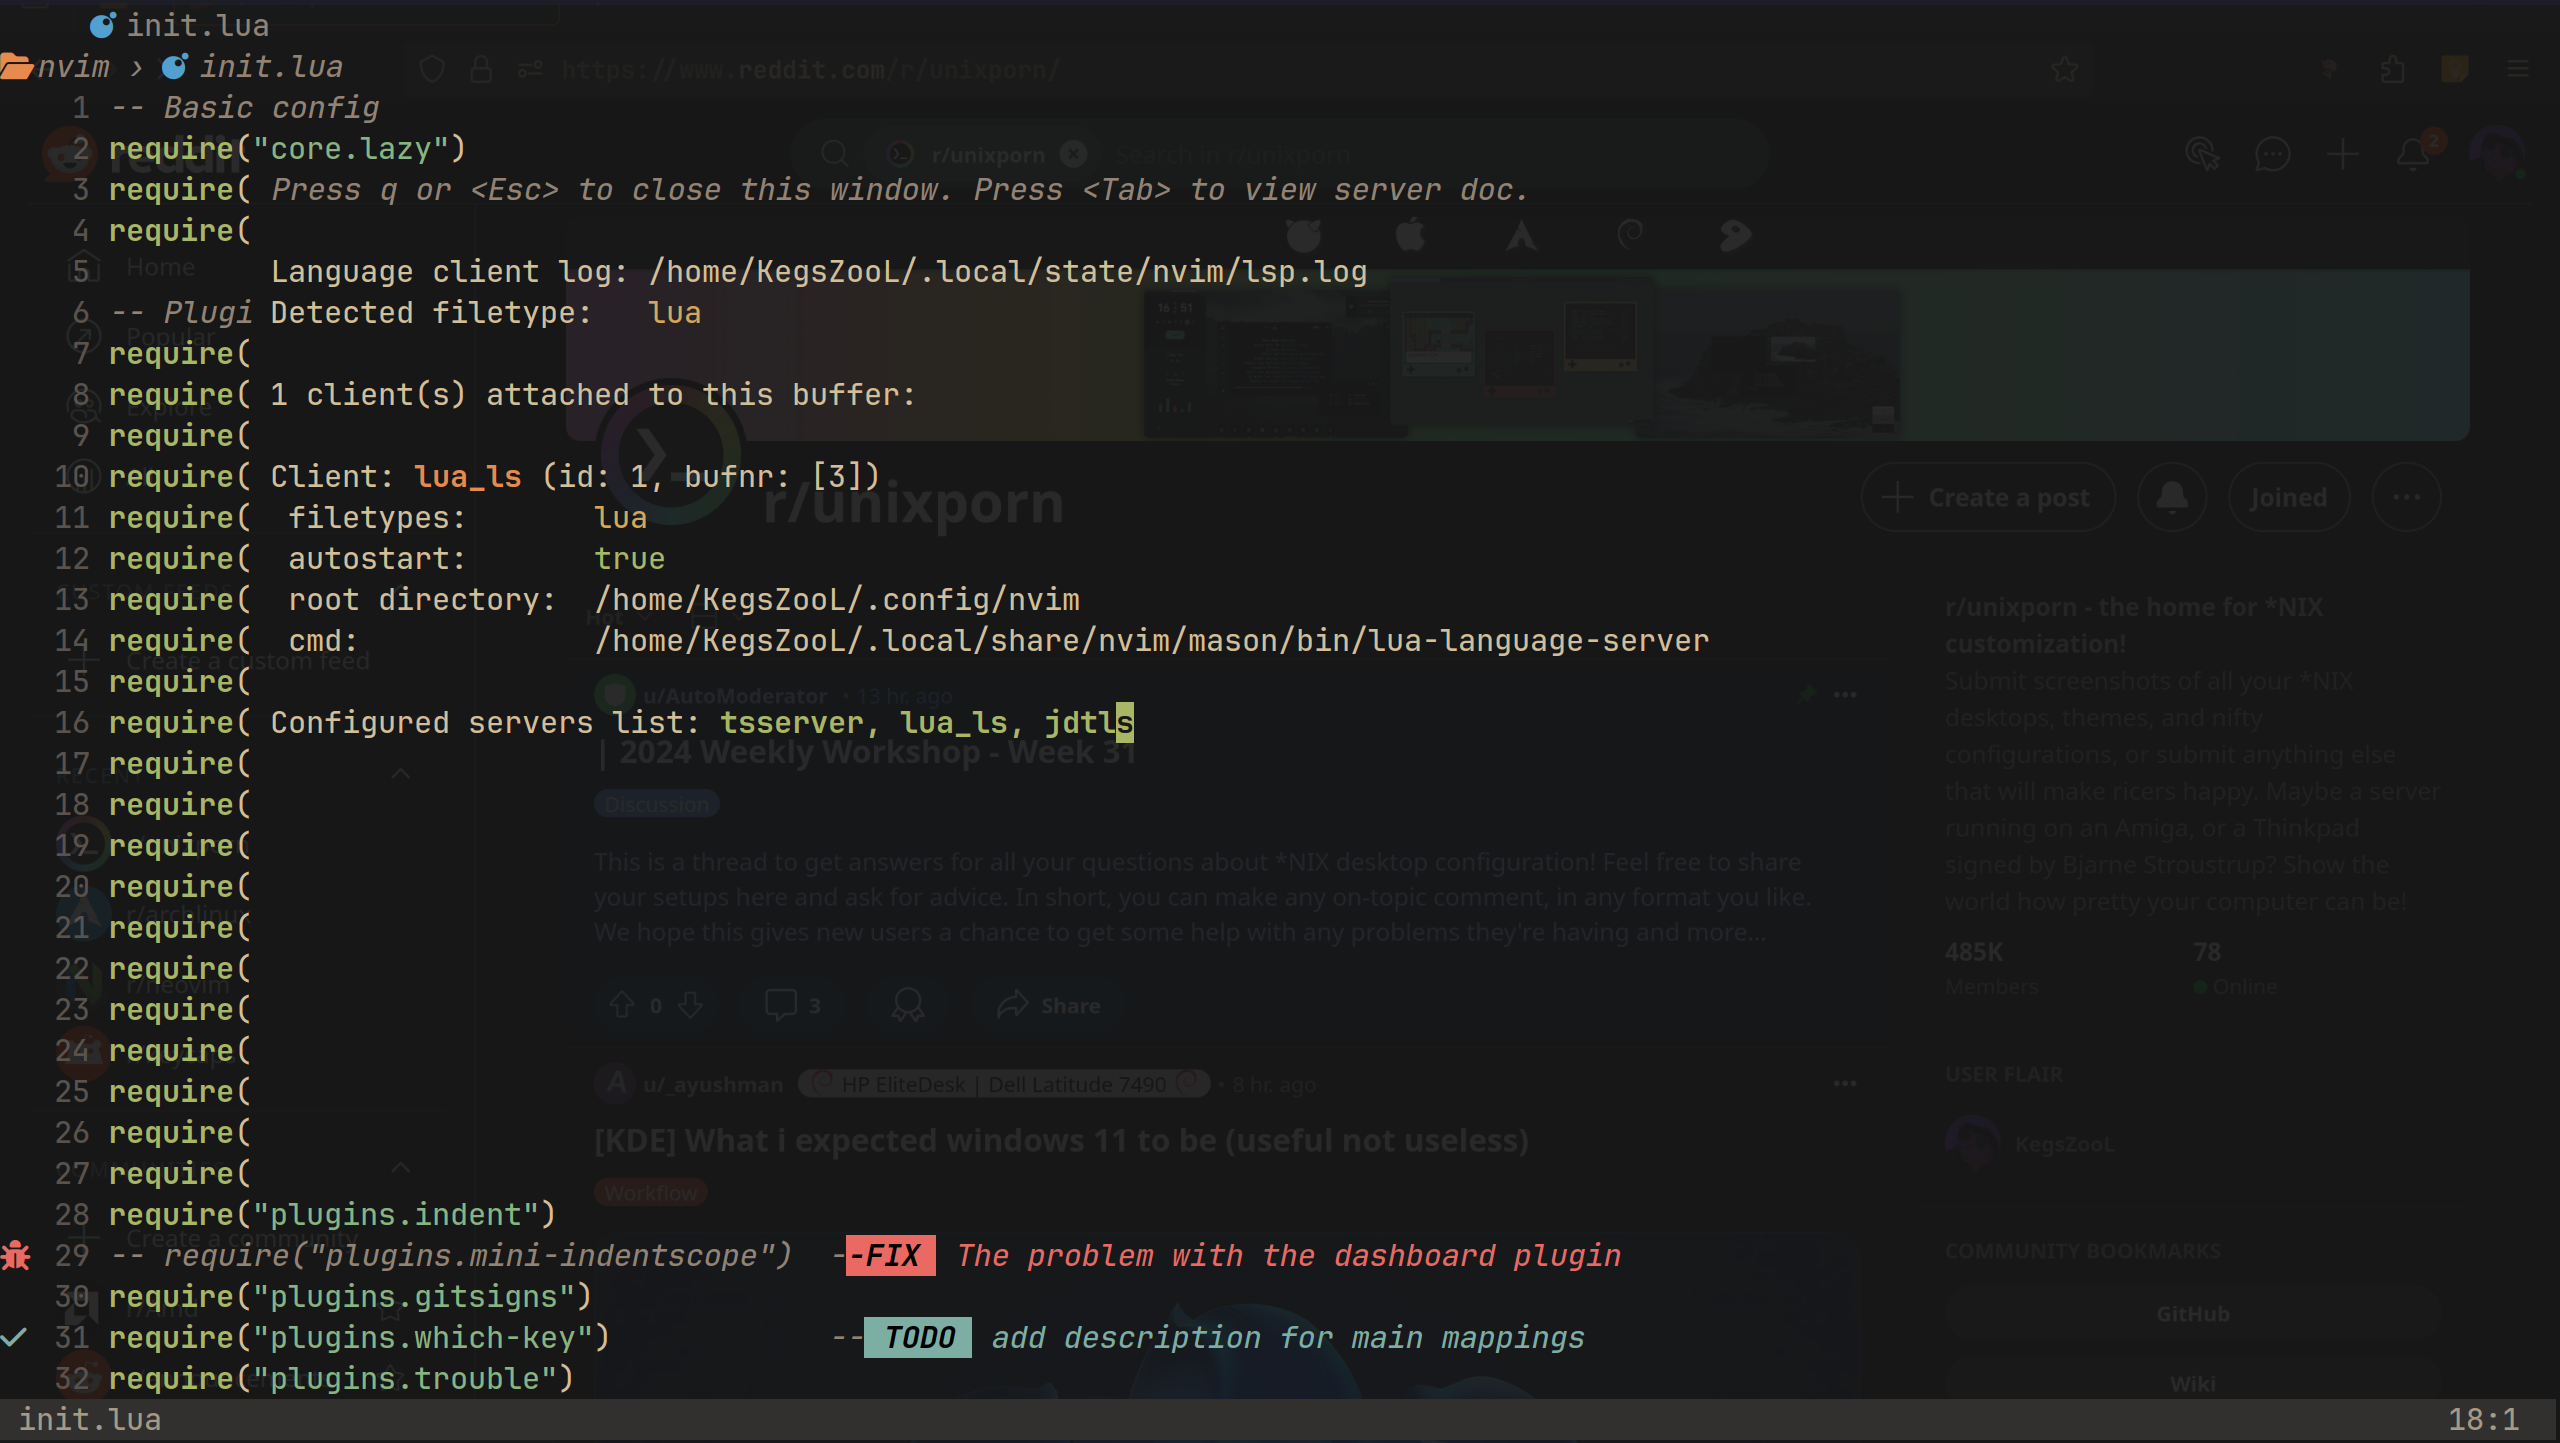 init.lua
nvim › init.lua
1 -- Basic config
2 require("core.lazy")
3 require( Press q or <Esc> to close this window. Press <Tab> to view server doc.
4 require(
5 Language client log: /home/KegsZooL/.local/state/nvim/lsp.log
6 -- Plugi Detected filetype: lua
7 require(
8 require( 1 client(s) attached to this buffer:
9 require(
10 require( Client: lua_ls (id: 1, bufnr: [3])
11 require( filetypes: lua
12 require( autostart: true
13 require( root directory: /home/KegsZooL/.config/nvim
14 require( cmd: /home/KegsZooL/.local/share/nvim/mason/bin/lua-language-server
15 require(
16 require( Configured servers list: tsserver, lua_ls, jdtls
17 require(
18 require(
19 require(
20 require(
21 require(
22 require(
23 require(
24 require(
25 require(
26 require(
27 require(
28 require("plugins.indent")
29 -- require("plugins.mini-indentscope") --FIX The problem with the dashboard plugin
30 require("plugins.gitsigns")
31 require("plugins.which-key") -- TODO add description for main mappings
32 require("plugins.trouble")
init.lua 18:1
https://www.reddit.com/r/unixporn/
reddit
r/unixporn
Search in r/unixporn
2
Home
Popular
Explore
Create a custom feed
RECENT
r/archlinux
r/neovim
Create a community
16:51
r/unixporn
Create a post
Joined
Hot
u/AutoModerator • 13 hr. ago
| 2024 Weekly Workshop - Week 31
Discussion
This is a thread to get answers for all your questions about *NIX desktop configuration! Feel free to share
your setups here and ask for advice. In short, you can make any on-topic comment, in any format you like.
We hope this gives new users a chance to get some help with any problems they're having and more...
0
3
Share
u/_ayushman HP EliteDesk | Dell Latitude 7490 • 8 hr. ago
[KDE] What i expected windows 11 to be (useful not useless)
Workflow
r/unixporn - the home for *NIX
customization!
Submit screenshots of all your *NIX
desktops, themes, and nifty
configurations, or submit anything else
that will make ricers happy. Maybe a server
running on an Amiga, or a Thinkpad
signed by Bjarne Stroustrup? Show the
world how pretty your computer can be!
485K
78
Members
Online
USER FLAIR
KegsZooL
COMMUNITY BOOKMARKS
GitHub
Wiki